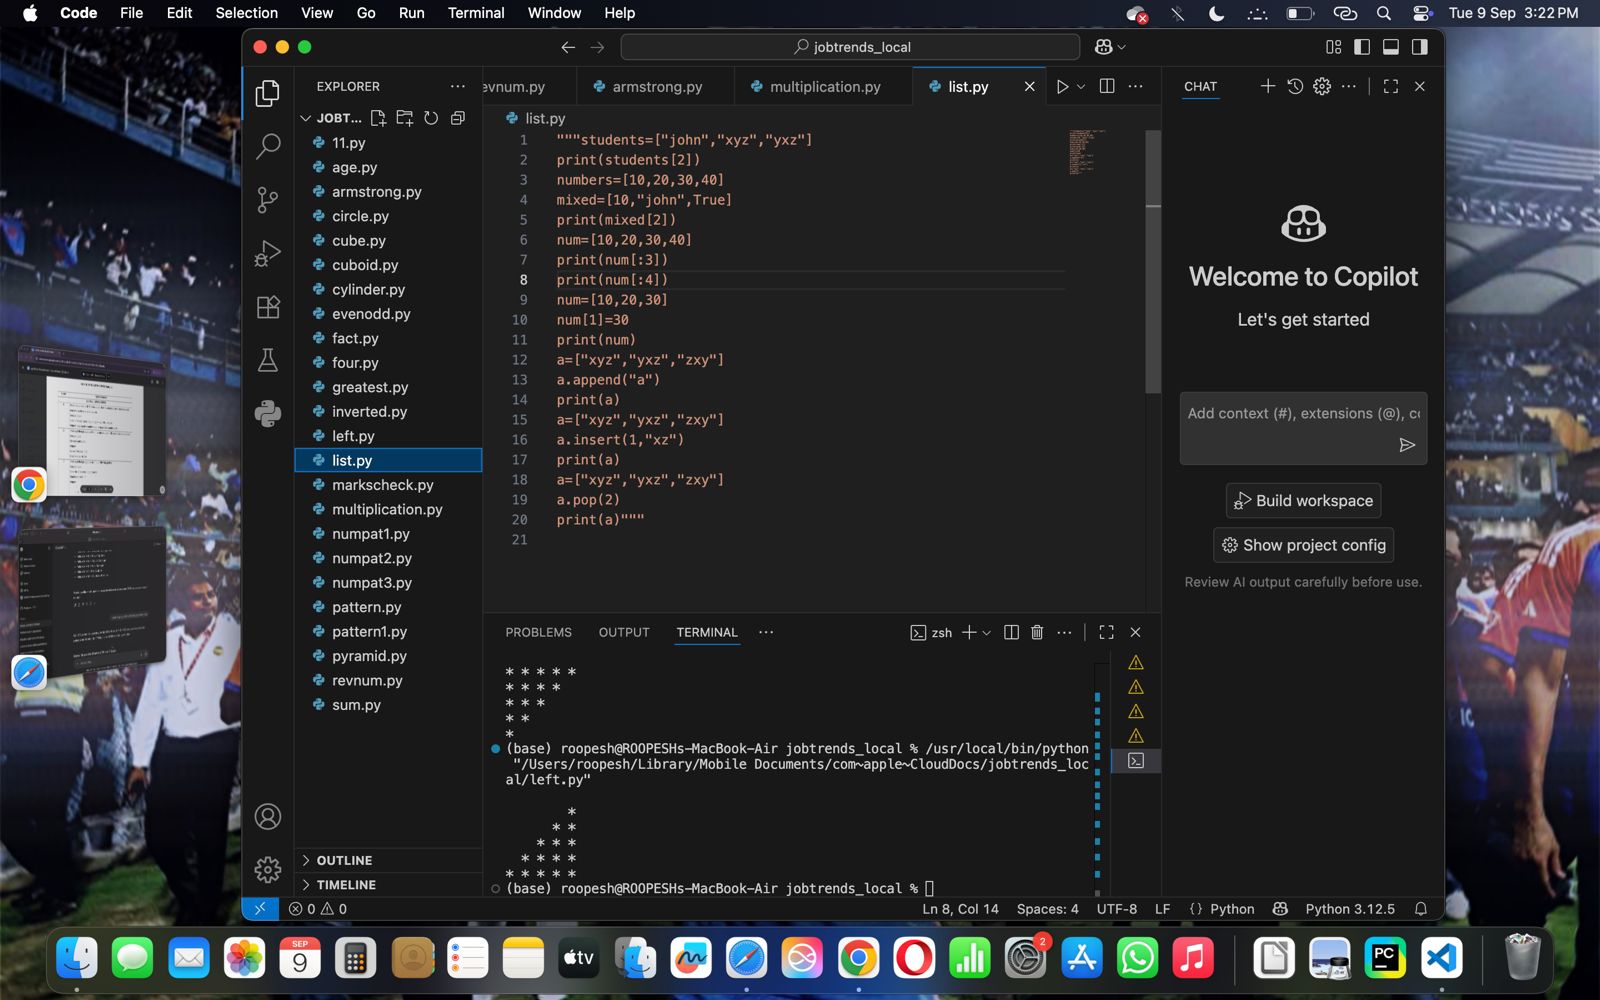 Code File Edit Selection View Go Run Terminal Window Help
Tue 9 Sep 3:22 PM
jobtrends_local
EXPLORER
evnum.py
armstrong.py
multiplication.py
list.py
CHAT
JOBT...
11.py
age.py
armstrong.py
circle.py
cube.py
cuboid.py
cylinder.py
evenodd.py
fact.py
four.py
greatest.py
inverted.py
left.py
list.py
markscheck.py
multiplication.py
numpat1.py
numpat2.py
numpat3.py
pattern.py
pattern1.py
pyramid.py
revnum.py
sum.py
OUTLINE
TIMELINE
list.py
1 """students=["john","xyz","yxz"]
2 print(students[2])
3 numbers=[10,20,30,40]
4 mixed=[10,"john",True]
5 print(mixed[2])
6 num=[10,20,30,40]
7 print(num[:3])
8 print(num[:4])
9 num=[10,20,30]
10 num[1]=30
11 print(num)
12 a=["xyz","yxz","zxy"]
13 a.append("a")
14 print(a)
15 a=["xyz","yxz","zxy"]
16 a.insert(1,"xz")
17 print(a)
18 a=["xyz","yxz","zxy"]
19 a.pop(2)
20 print(a)"""
21
Welcome to Copilot
Let's get started
Add context (#), extensions (@), co
Build workspace
Show project config
Review AI output carefully before use.
PROBLEMS OUTPUT TERMINAL
zsh
* * * * *
* * * *
* * *
* *
*
(base) roopesh@ROOPESHs-MacBook-Air jobtrends_local % /usr/local/bin/python
"/Users/roopesh/Library/Mobile Documents/com~apple~CloudDocs/jobtrends_loc
al/left.py"
*
* *
* * *
* * * *
* * * * *
(base) roopesh@ROOPESHs-MacBook-Air jobtrends_local %
0 0
Ln 8, Col 14 Spaces: 4 UTF-8 LF {} Python Python 3.12.5
SEP
9
tv
2
PC